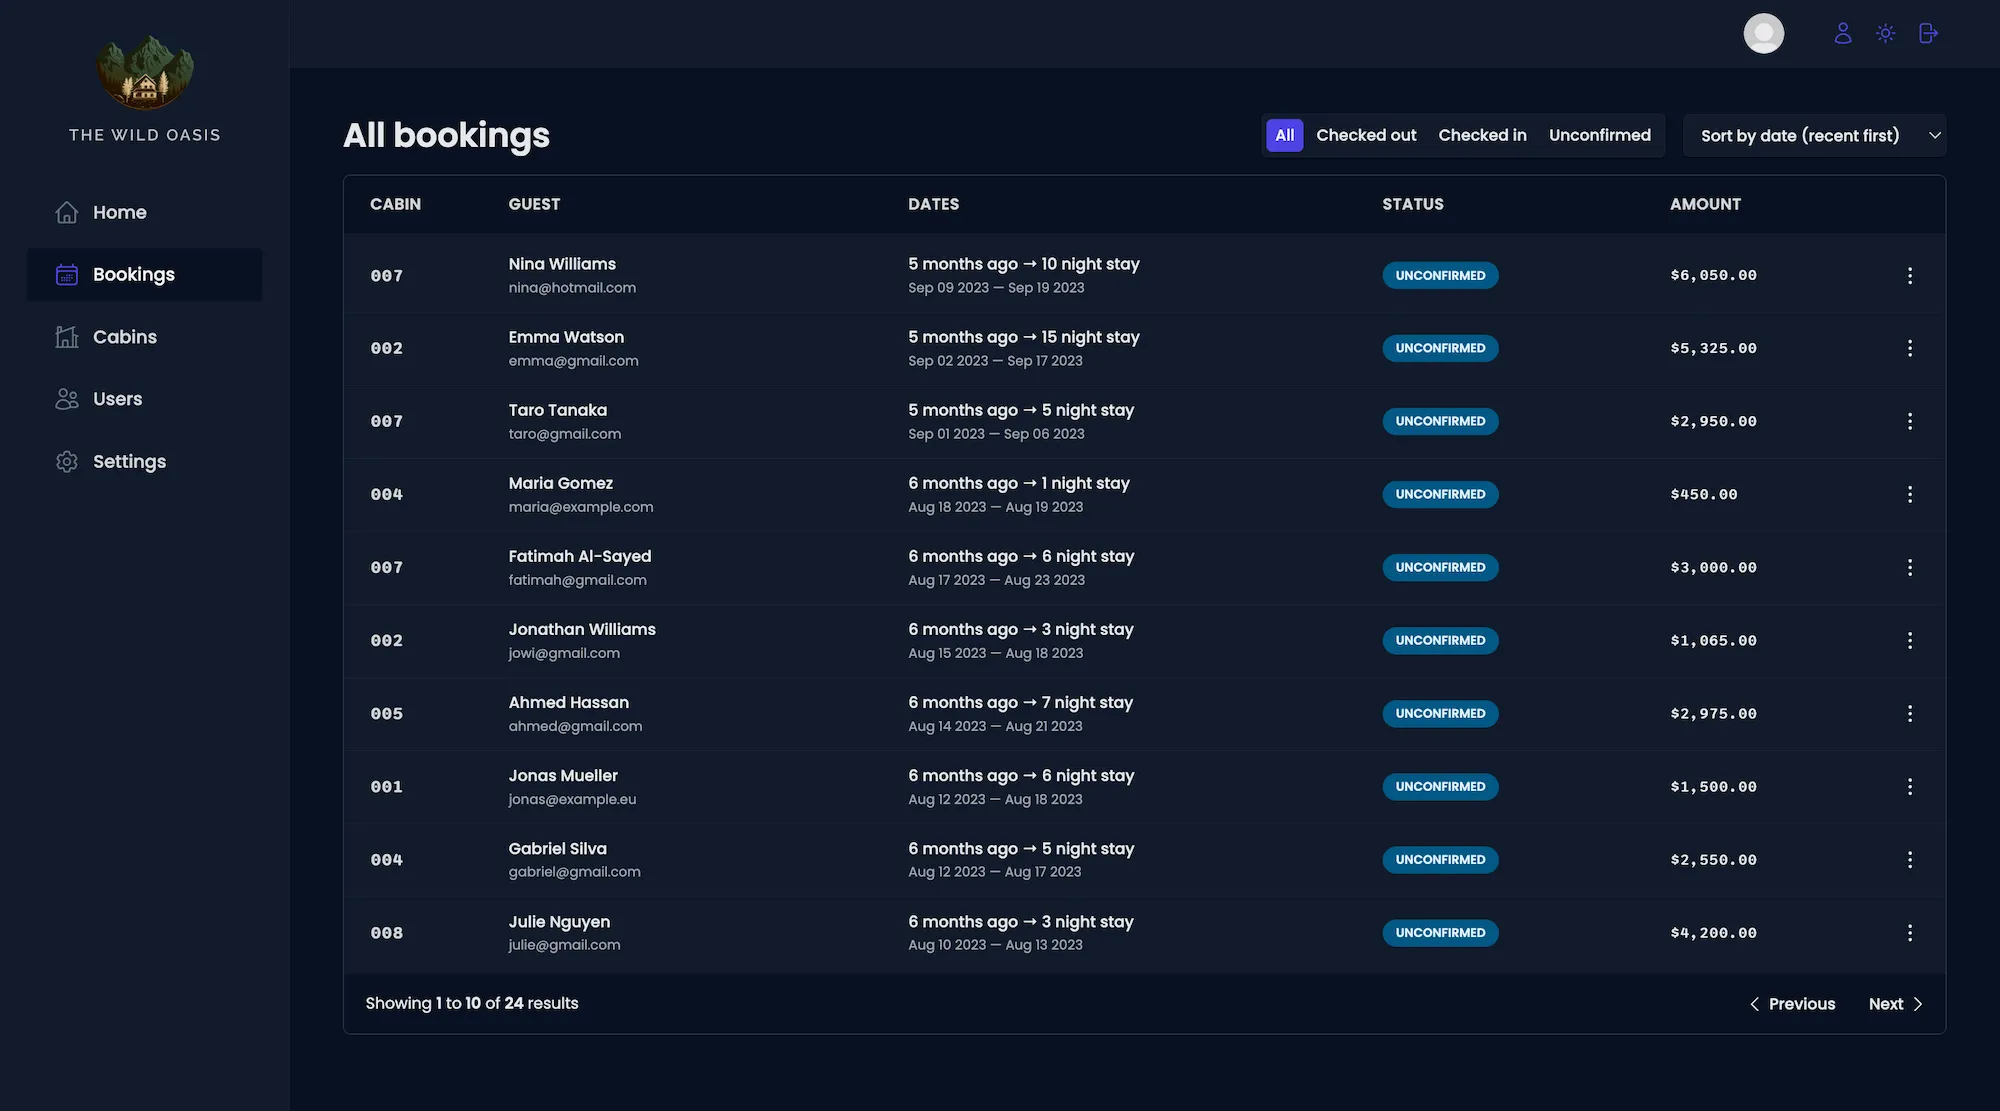 THE WILD OASIS
Home
Bookings
Cabins
Users
Settings
All bookings
All Checked out Checked in Unconfirmed Sort by date (recent first)
CABIN GUEST DATES STATUS AMOUNT
007 Nina Williams 5 months ago → 10 night stay UNCONFIRMED $6,050.00
nina@hotmail.com Sep 09 2023 — Sep 19 2023
002 Emma Watson 5 months ago → 15 night stay UNCONFIRMED $5,325.00
emma@gmail.com Sep 02 2023 — Sep 17 2023
007 Taro Tanaka 5 months ago → 5 night stay UNCONFIRMED $2,950.00
taro@gmail.com Sep 01 2023 — Sep 06 2023
004 Maria Gomez 6 months ago → 1 night stay UNCONFIRMED $450.00
maria@example.com Aug 18 2023 — Aug 19 2023
007 Fatimah Al-Sayed 6 months ago → 6 night stay UNCONFIRMED $3,000.00
fatimah@gmail.com Aug 17 2023 — Aug 23 2023
002 Jonathan Williams 6 months ago → 3 night stay UNCONFIRMED $1,065.00
jowi@gmail.com Aug 15 2023 — Aug 18 2023
005 Ahmed Hassan 6 months ago → 7 night stay UNCONFIRMED $2,975.00
ahmed@gmail.com Aug 14 2023 — Aug 21 2023
001 Jonas Mueller 6 months ago → 6 night stay UNCONFIRMED $1,500.00
jonas@example.eu Aug 12 2023 — Aug 18 2023
004 Gabriel Silva 6 months ago → 5 night stay UNCONFIRMED $2,550.00
gabriel@gmail.com Aug 12 2023 — Aug 17 2023
008 Julie Nguyen 6 months ago → 3 night stay UNCONFIRMED $4,200.00
julie@gmail.com Aug 10 2023 — Aug 13 2023
Showing 1 to 10 of 24 results Previous Next